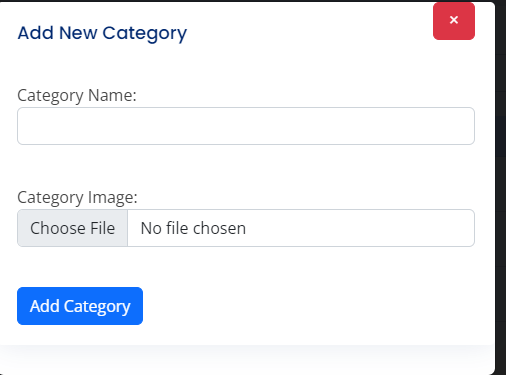 Add New Category
×
Category Name:
Category Image:
Choose File No file chosen
Add Category